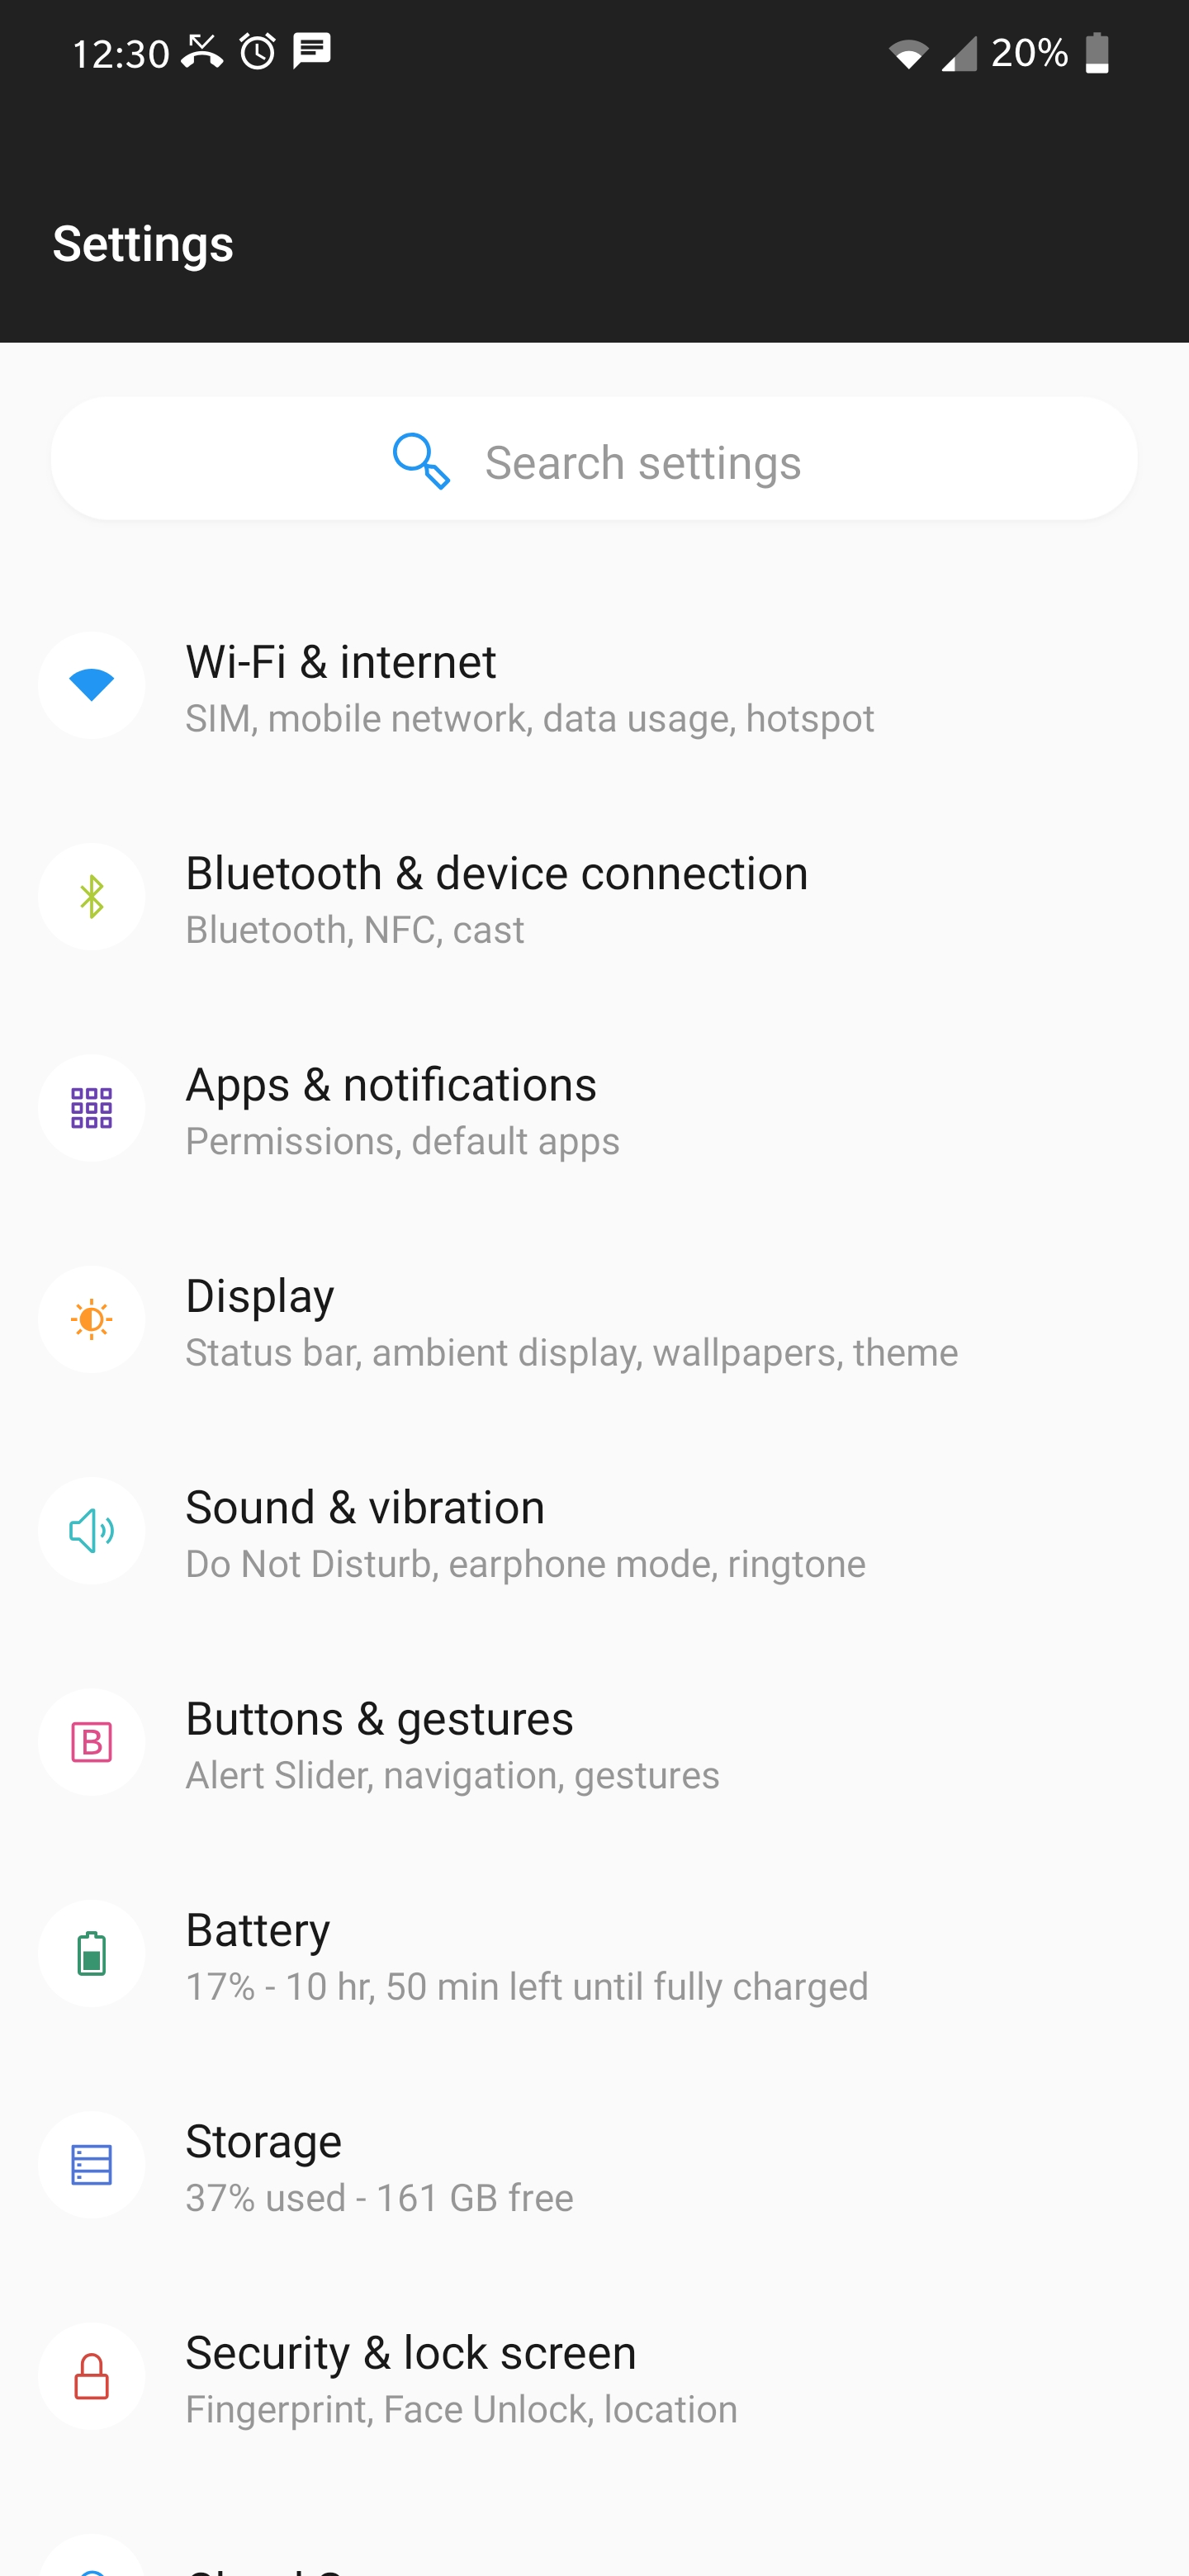 12:30 20%
Settings
Search settings
Wi-Fi & internet
SIM, mobile network, data usage, hotspot
Bluetooth & device connection
Bluetooth, NFC, cast
Apps & notifications
Permissions, default apps
Display
Status bar, ambient display, wallpapers, theme
Sound & vibration
Do Not Disturb, earphone mode, ringtone
B
Buttons & gestures
Alert Slider, navigation, gestures
Battery
17% - 10 hr, 50 min left until fully charged
Storage
37% used - 161 GB free
Security & lock screen
Fingerprint, Face Unlock, location